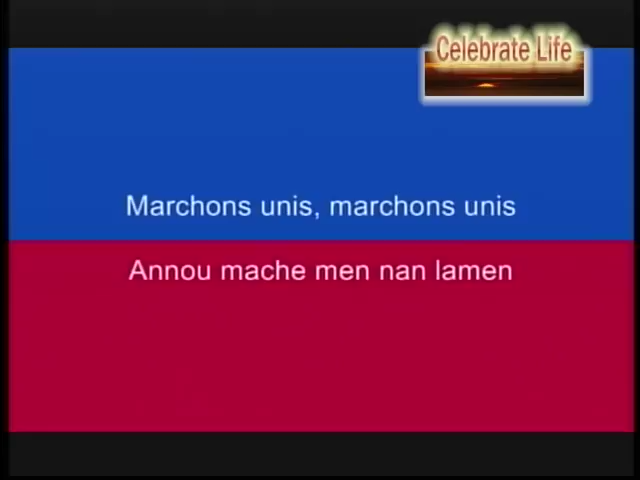 Celebrate Life
Marchons unis, marchons unis
Annou mache men nan lamen